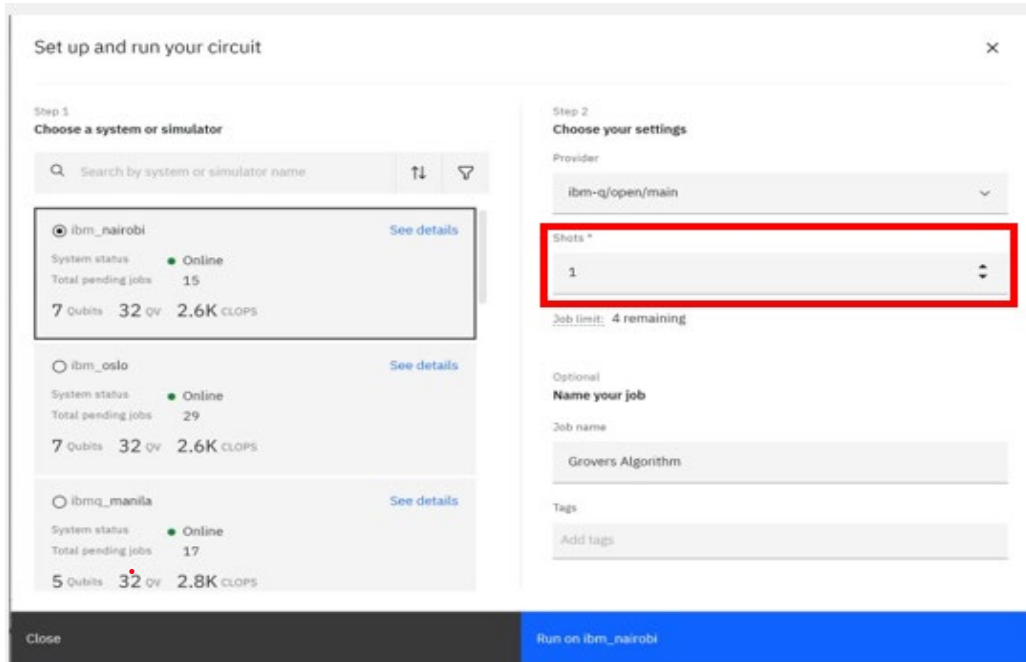 Set up and run your circuit
Step 1
Choose a system or simulator
Search by system or simulator name
ibm_nairobi See details
System status Online
Total pending jobs 15
7 Qubits 32 QV 2.6K CLOPS
ibm_oslo See details
System status Online
Total pending jobs 29
7 Qubits 32 QV 2.6K CLOPS
ibmq_manila See details
System status Online
Total pending jobs 17
5 Qubits 32 QV 2.8K CLOPS
Step 2
Choose your settings
Provider
ibm-q/open/main
Shots *
1
Job limit: 4 remaining
Optional
Name your job
Job name
Grovers Algorithm
Tags
Add tags
Close
Run on ibm_nairobi